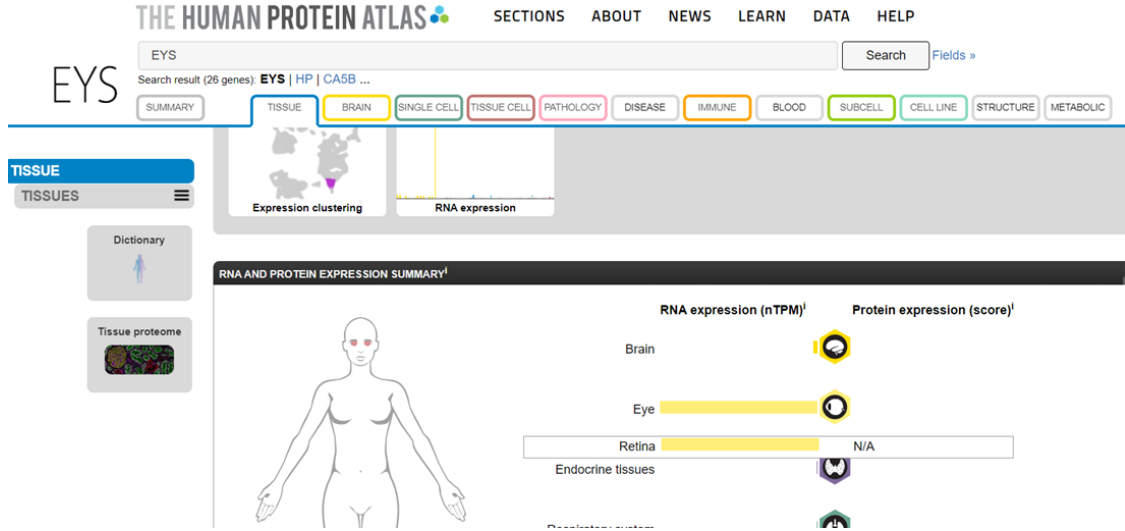 THE HUMAN PROTEIN ATLAS SECTIONS ABOUT NEWS LEARN DATA HELP
EYS Search Fields »
EYS
Search result (26 genes): EYS | HP | CA5B ...
SUMMARY TISSUE BRAIN SINGLE CELL TISSUE CELL PATHOLOGY DISEASE IMMUNE BLOOD SUBCELL CELL LINE STRUCTURE METABOLIC
TISSUE
TISSUES
Expression clustering RNA expression
Dictionary
RNA AND PROTEIN EXPRESSION SUMMARYⁱ
RNA expression (nTPM)ⁱ Protein expression (score)ⁱ
Tissue proteome
Brain
Eye
Retina N/A
Endocrine tissues
Respiratory system